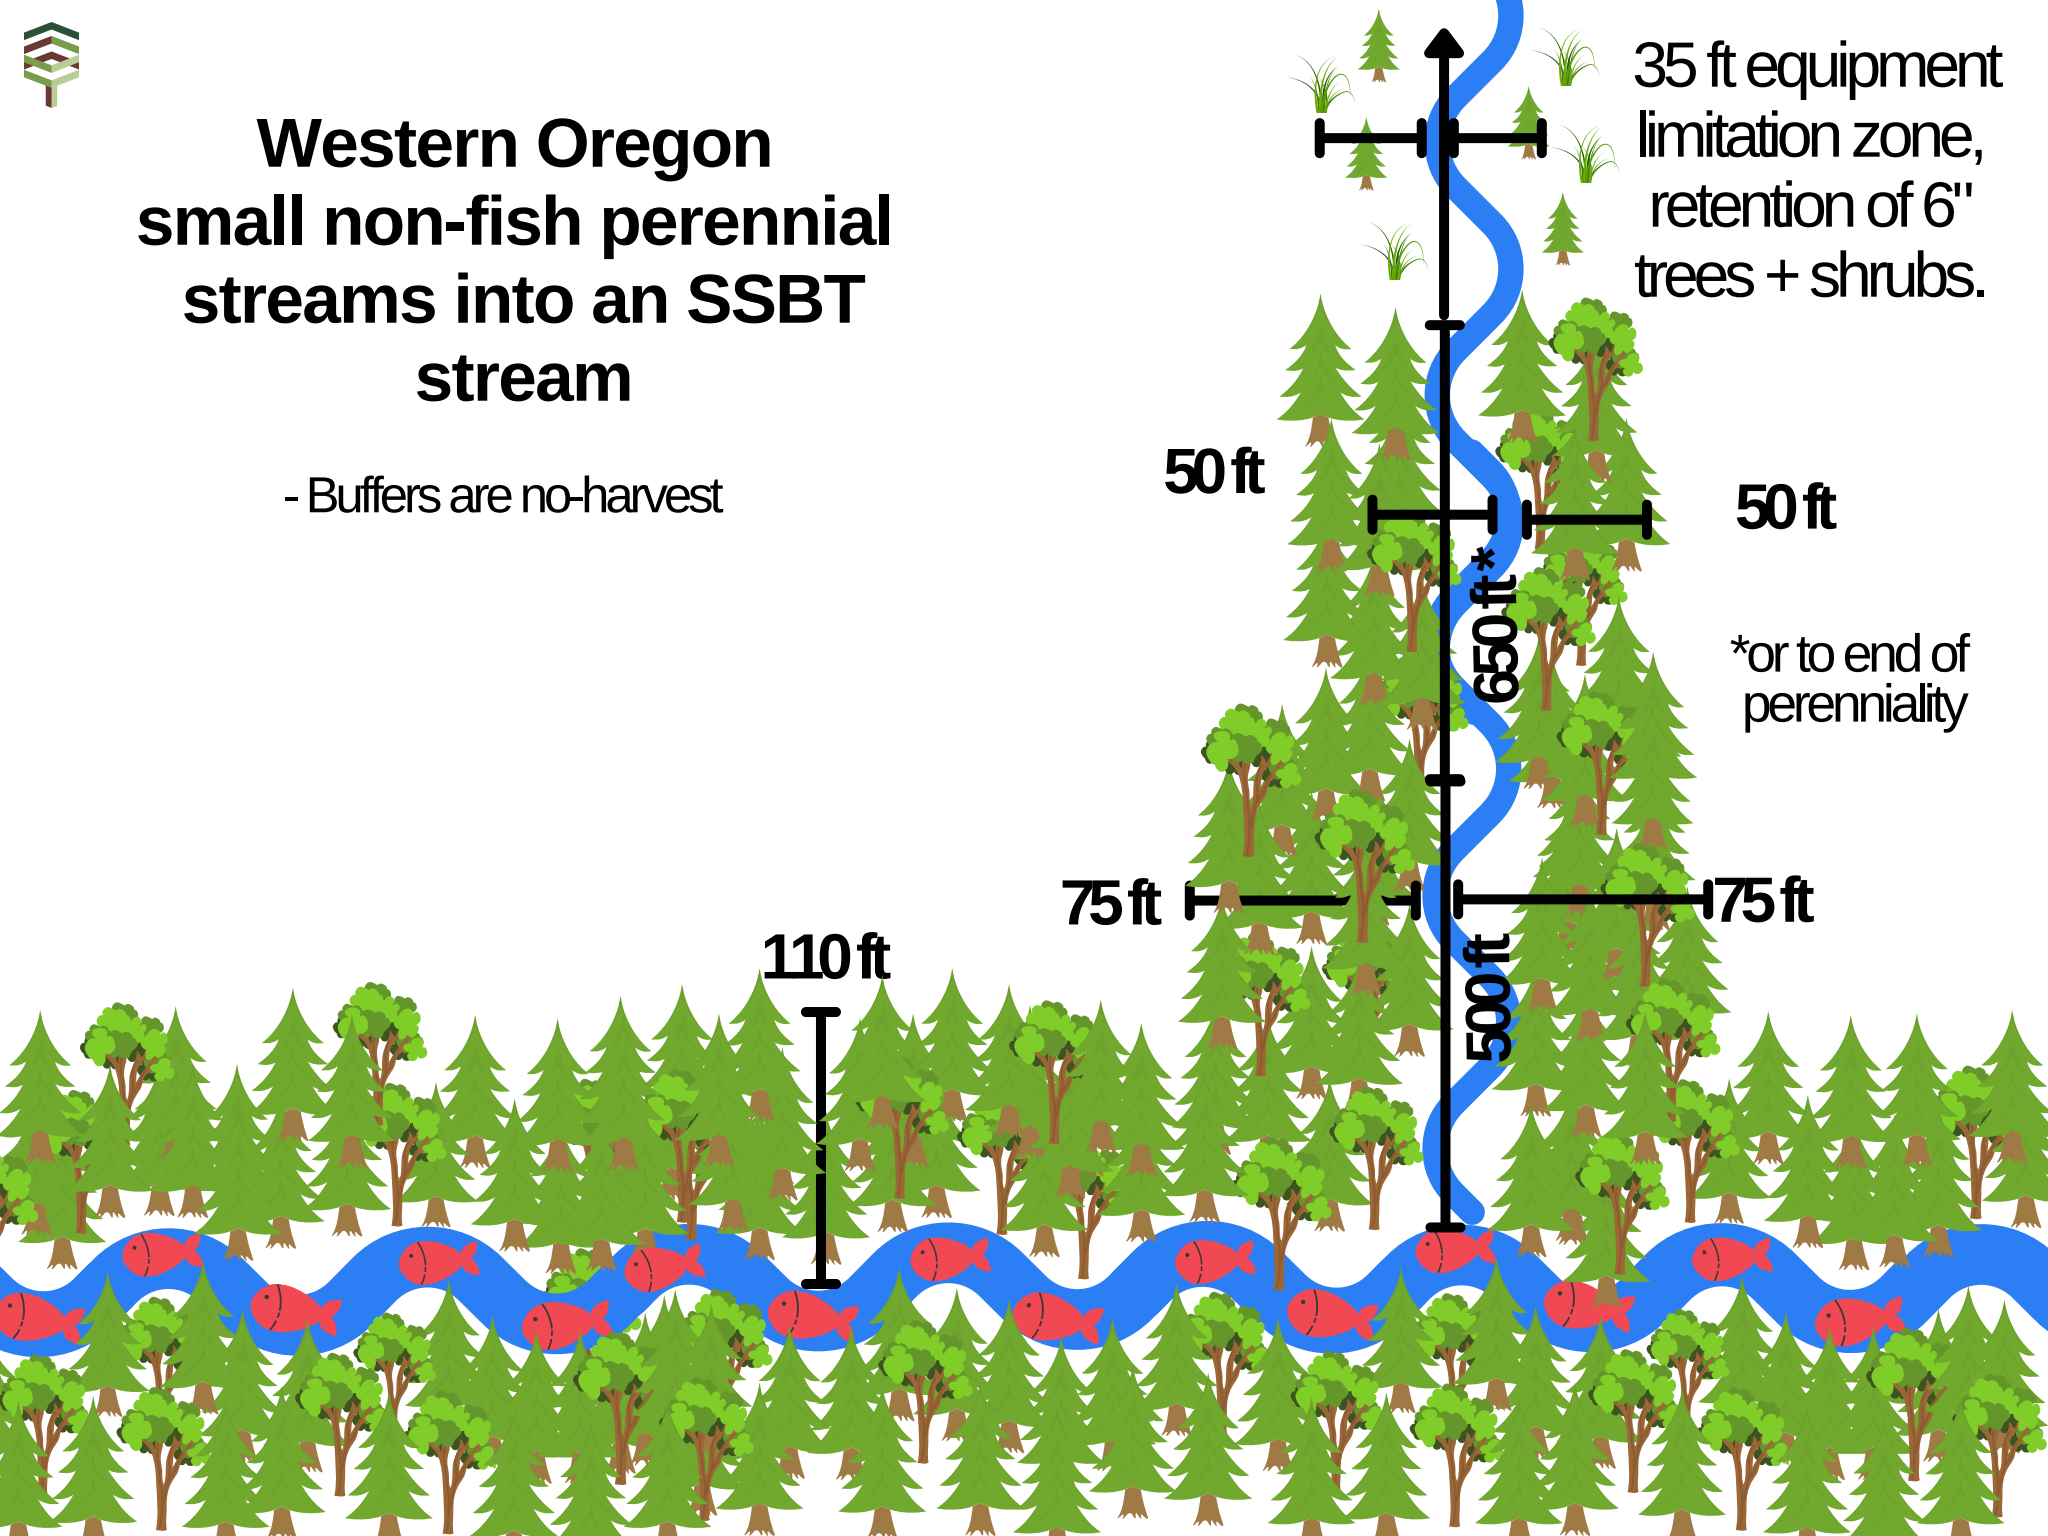 Western Oregon
small non-fish perennial
streams into an SSBT
stream
- Buffers are no-harvest
35 ft equipment
limitation zone,
retention of 6"
trees + shrubs.
50 ft
50 ft
650 ft*
*or to end of
perenniality
75 ft
75 ft
500 ft
110 ft